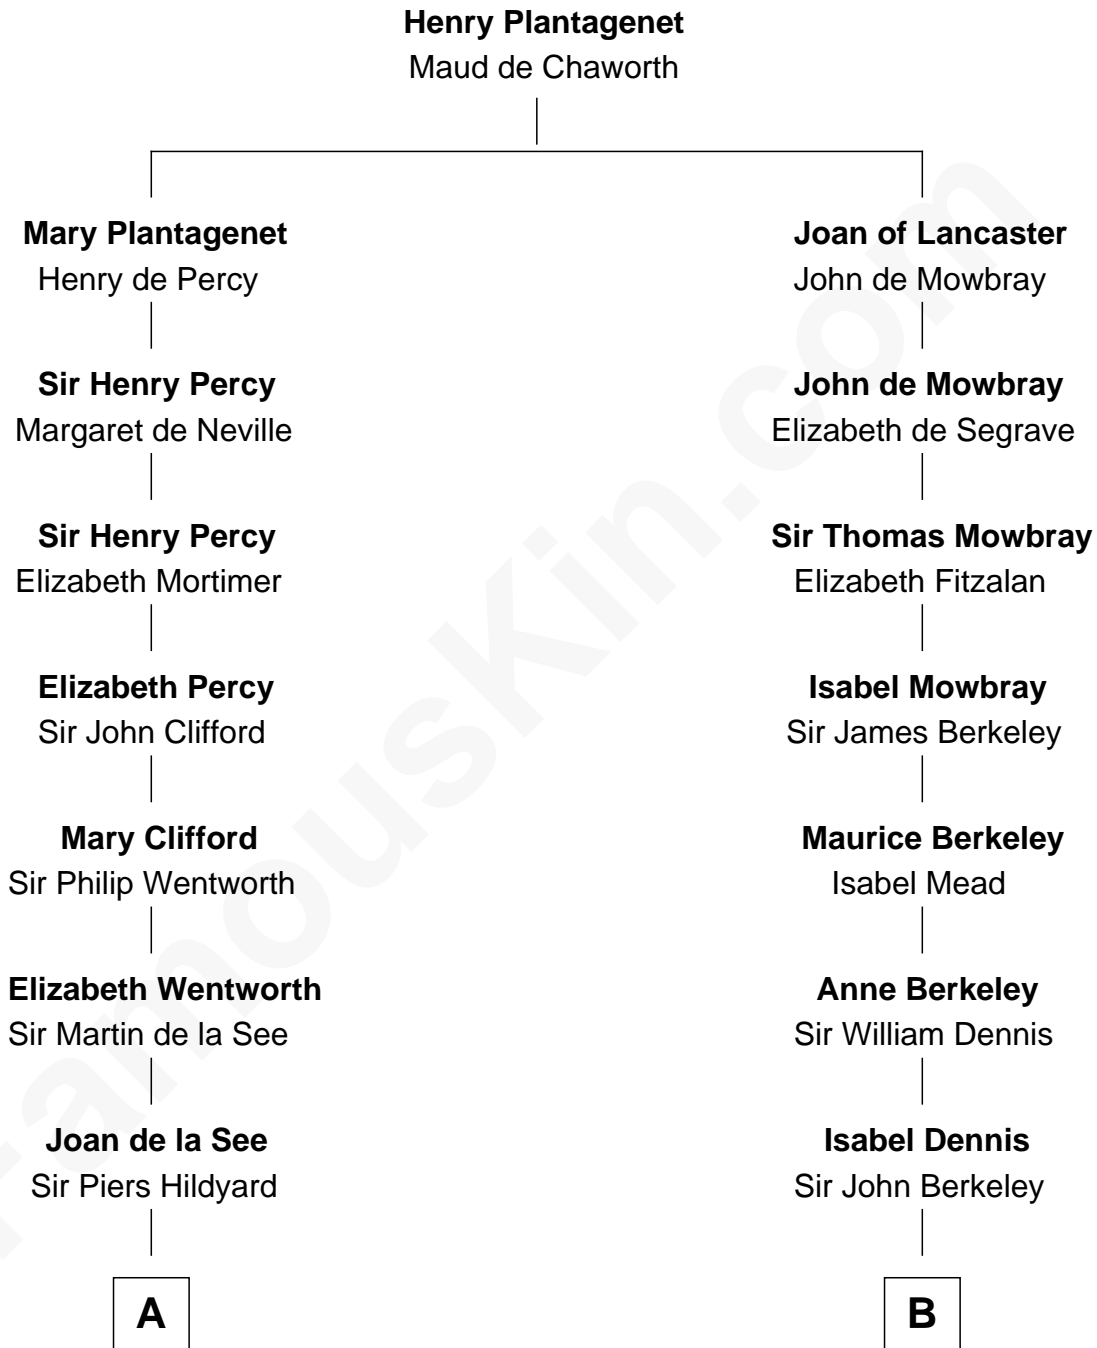 Henry Plantagenet
Maud de Chaworth
Mary Plantagenet
Henry de Percy
Joan of Lancaster
John de Mowbray
Sir Henry Percy
Margaret de Neville
John de Mowbray
Elizabeth de Segrave
Sir Henry Percy
Elizabeth Mortimer
Sir Thomas Mowbray
Elizabeth Fitzalan
Elizabeth Percy
Sir John Clifford
Isabel Mowbray
Sir James Berkeley
Mary Clifford
Sir Philip Wentworth
Maurice Berkeley
Isabel Mead
Elizabeth Wentworth
Sir Martin de la See
Anne Berkeley
Sir William Dennis
Joan de la See
Sir Piers Hildyard
Isabel Dennis
Sir John Berkeley
A
B
FamousKin.com